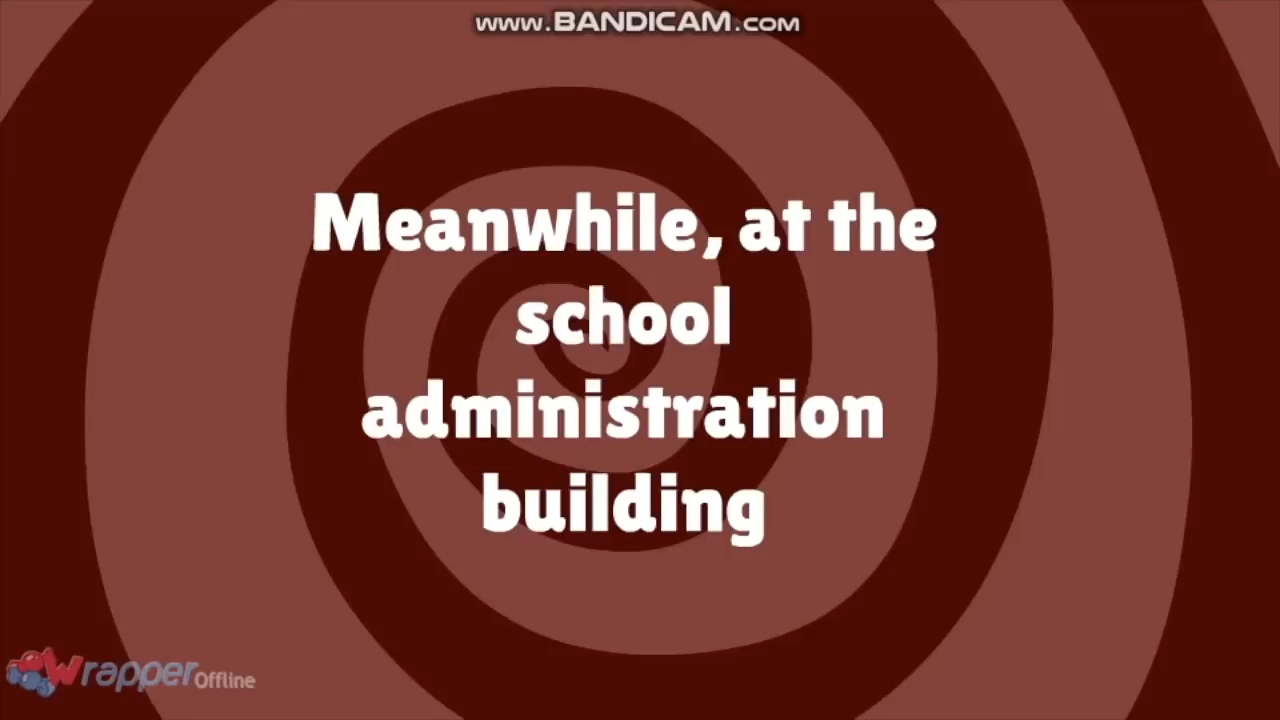 www.BANDICAM.com
Meanwhile, at the
school
administration
building
Wrapper Offline